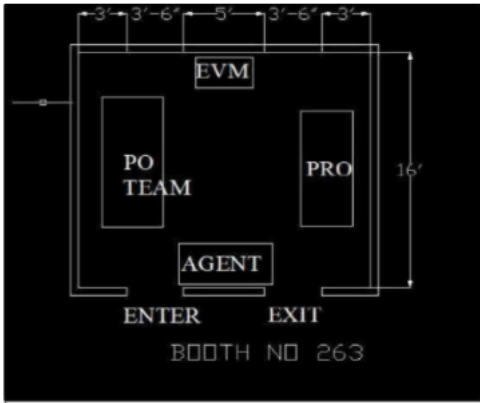 3' 3'-6" 5' 3'-6" 3'
EVM
PO
TEAM
PRO
16'
AGENT
ENTER EXIT
BOOTH NO 263